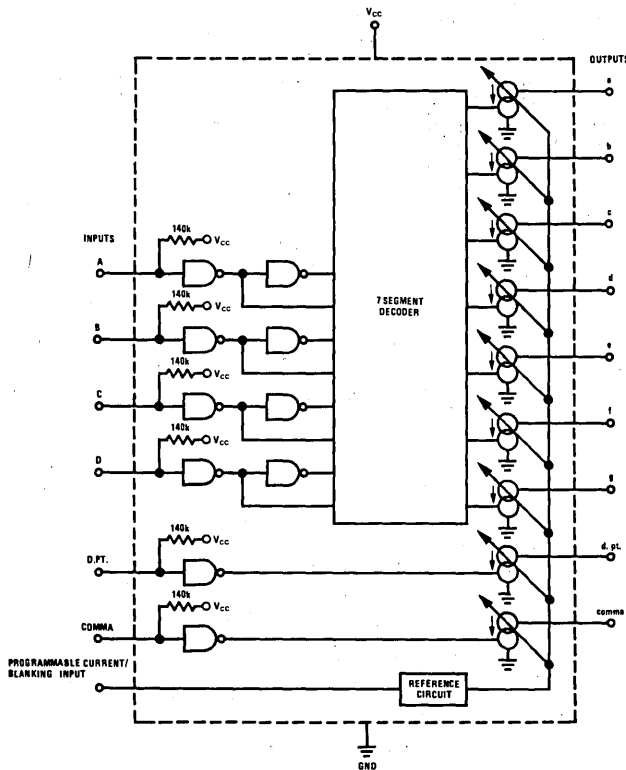 VCC
OUTPUTS
a
b
140k
VCC
c
INPUTS
A
140k
VCC
d
7 SEGMENT
DECODER
B
140k
VCC
e
C
140k
VCC
f
D
g
140k
VCC
d. pt.
D.PT.
140k
VCC
comma
COMMA
PROGRAMMABLE CURRENT/
BLANKING INPUT
REFERENCE
CIRCUIT
GND